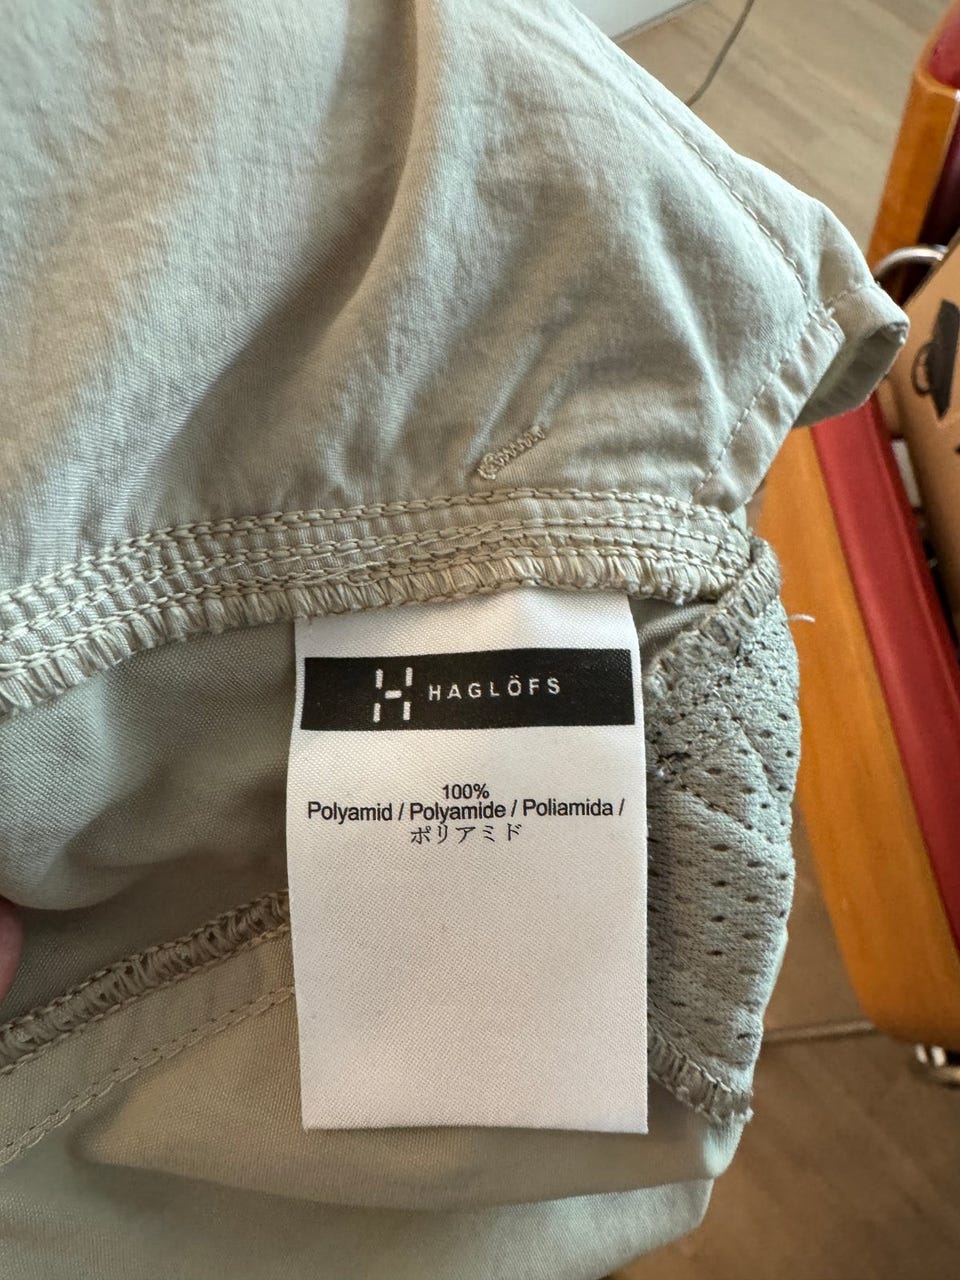 HAGLÖFS
100%
Polyamid / Polyamide / Poliamida /
ポリアミド